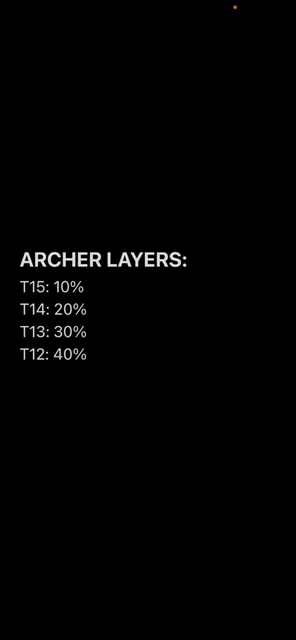 ARCHER LAYERS:
T15: 10%
T14: 20%
T13: 30%
T12: 40%